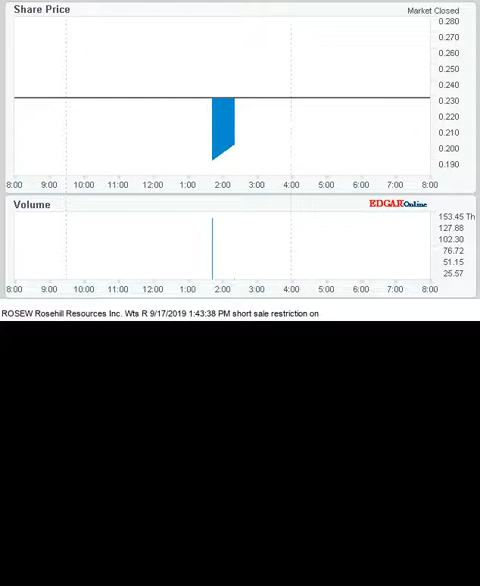 Share Price
Market Closed
0.280
0.270
0.260
0.250
0.240
0.230
0.220
0.210
0.200
0.190
8:00 9:00 10:00 11:00 12:00 1:00 2:00 3:00 4:00 5:00 6:00 7:00 8:00
Volume
EDGAROnline
153.45 Th
127.88
102.30
76.72
51.15
25.57
8:00 9:00 10:00 11:00 12:00 1:00 2:00 3:00 4:00 5:00 6:00 7:00 8:00
ROSEW Rosehill Resources Inc. Wts R 9/17/2019 1:43:38 PM short sale restriction on